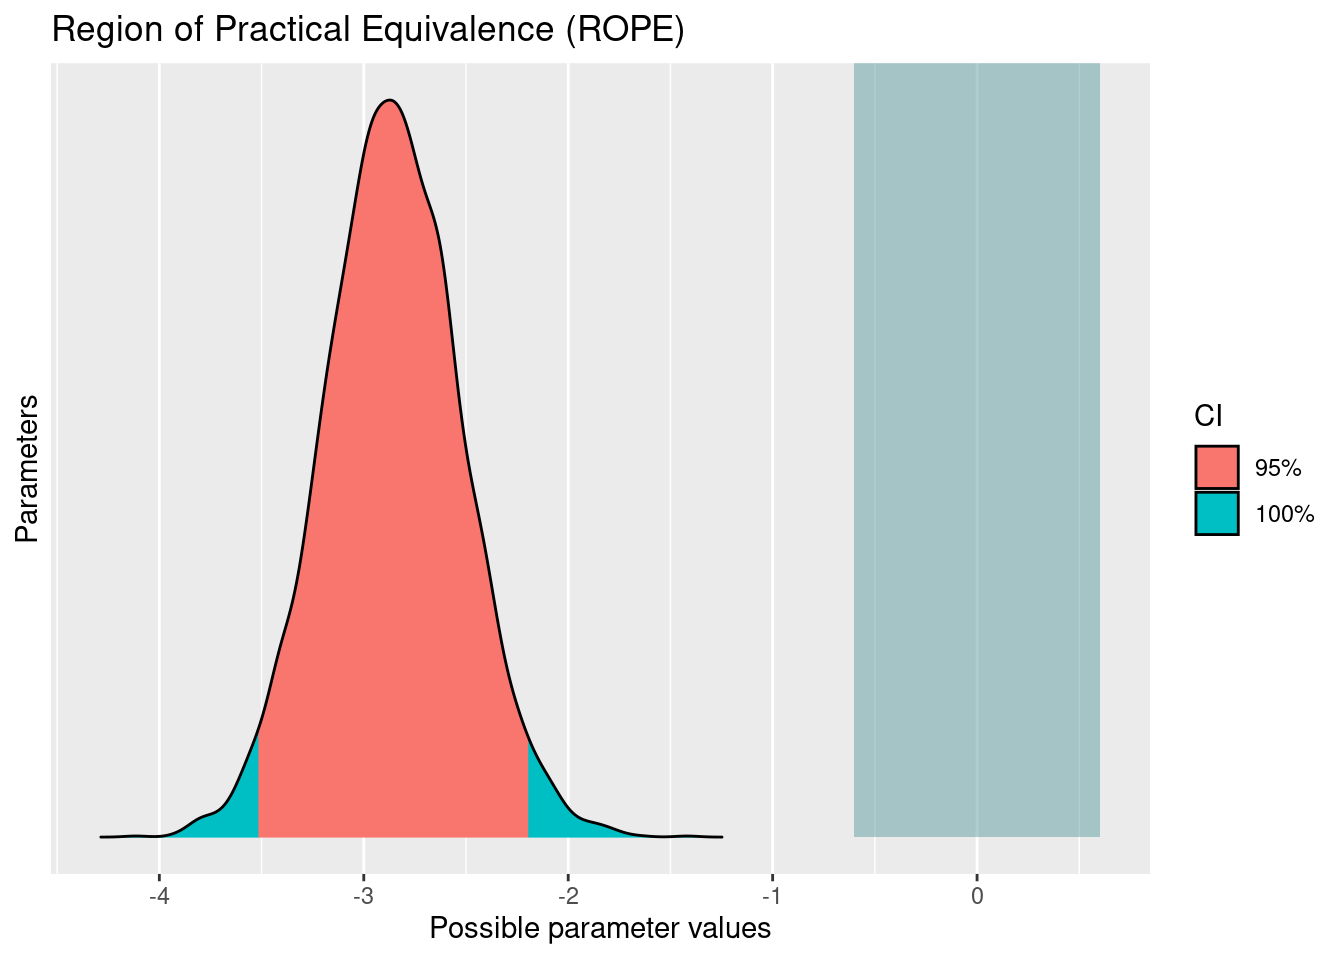 Region of Practical Equivalence (ROPE)
Parameters
CI
95%
100%
-4
-3
-2
-1
0
Possible parameter values